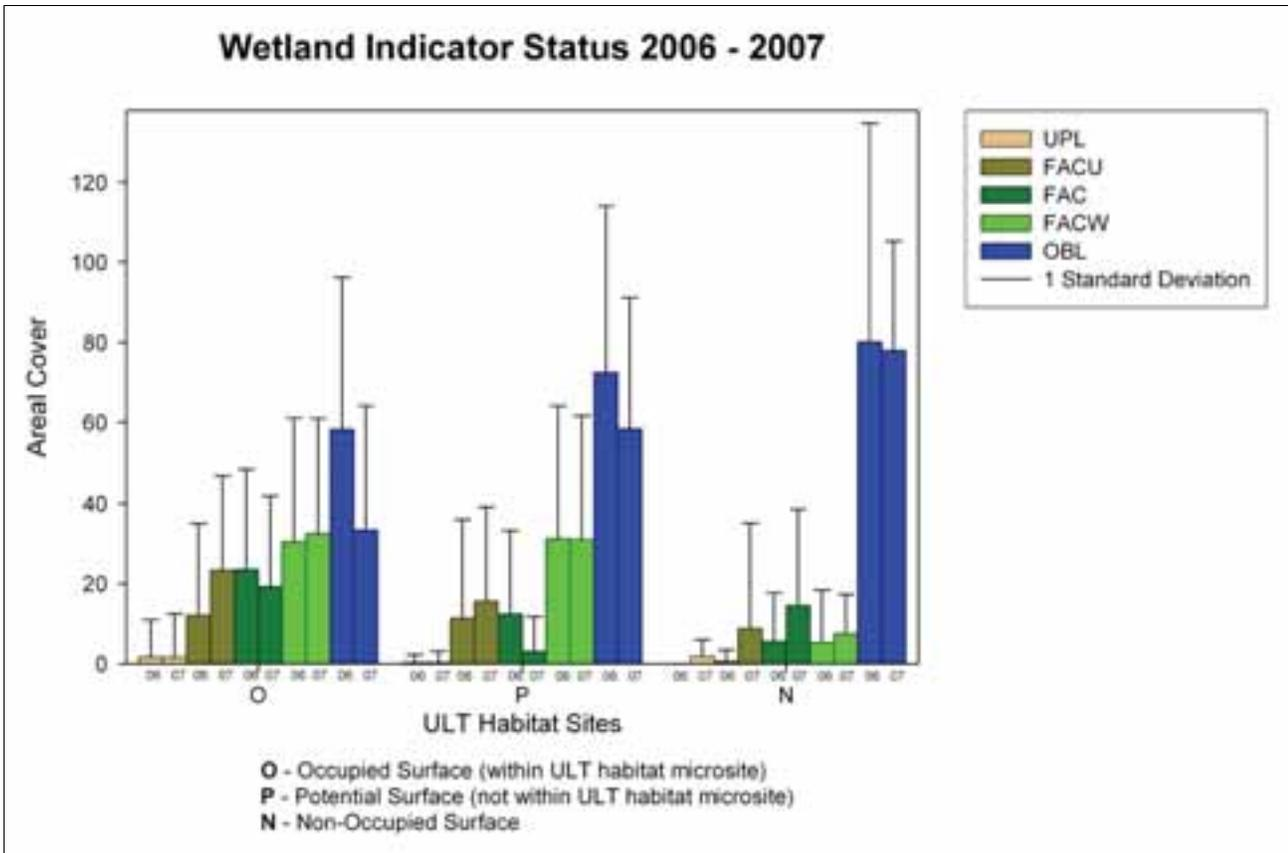 Wetland Indicator Status 2006 - 2007
UPL
FACU
FAC
FACW
OBL
1 Standard Deviation
Areal Cover
120
100
80
60
40
20
0
06 07 06 07 06 07 06 07 06 07 06 07 06 07 06 07 06 07 06 07 06 07 06 07 06 07 06 07 06 07
O P N
ULT Habitat Sites
O - Occupied Surface (within ULT habitat microsite)
P - Potential Surface (not within ULT habitat microsite)
N - Non-Occupied Surface